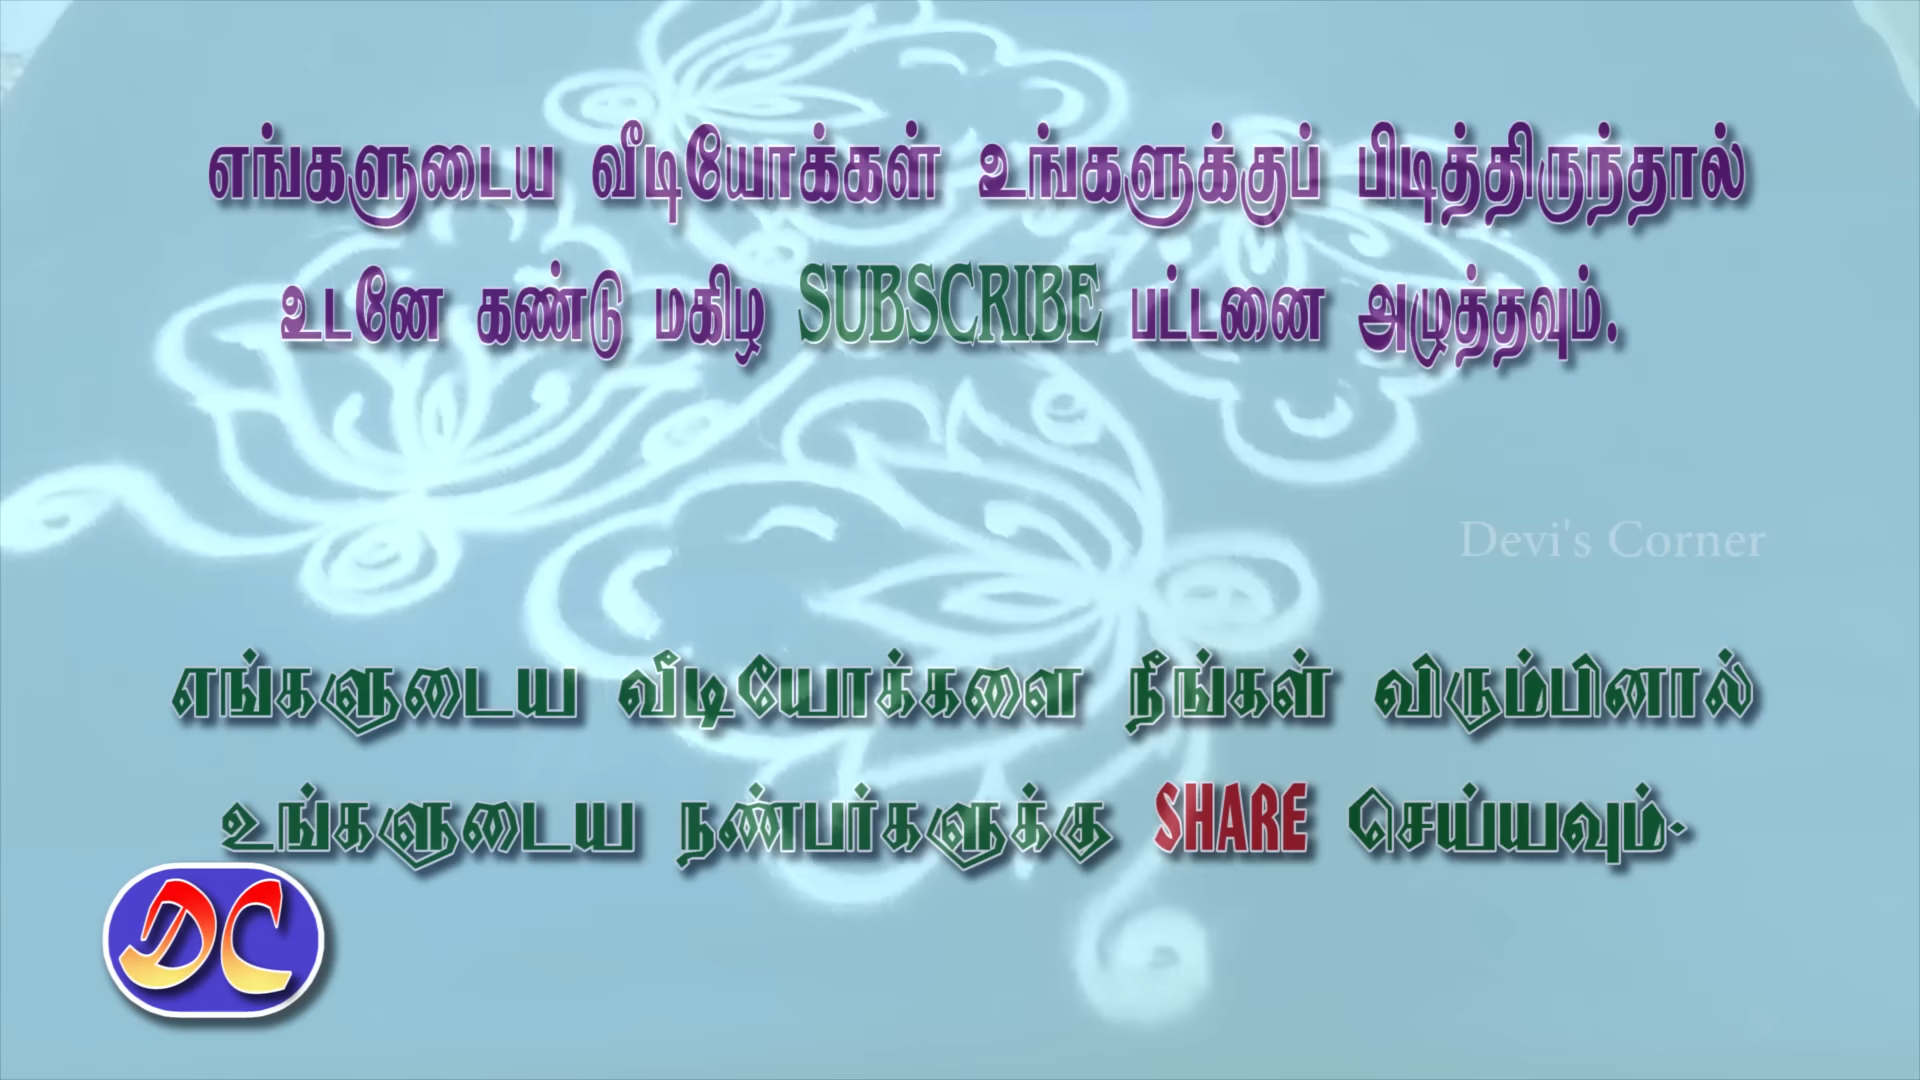 எங்களுடைய வீடியோக்கள் உங்களுக்குப் பிடித்திருந்தால்
உடனே கண்டு மகிழ SUBSCRIBE பட்டனை அழுத்தவும்.
Devi's Corner
எங்களுடைய வீடியோக்களை நீங்கள் விரும்பினால்
உங்களுடைய நண்பர்களுக்கு SHARE செய்யவும்.
DC